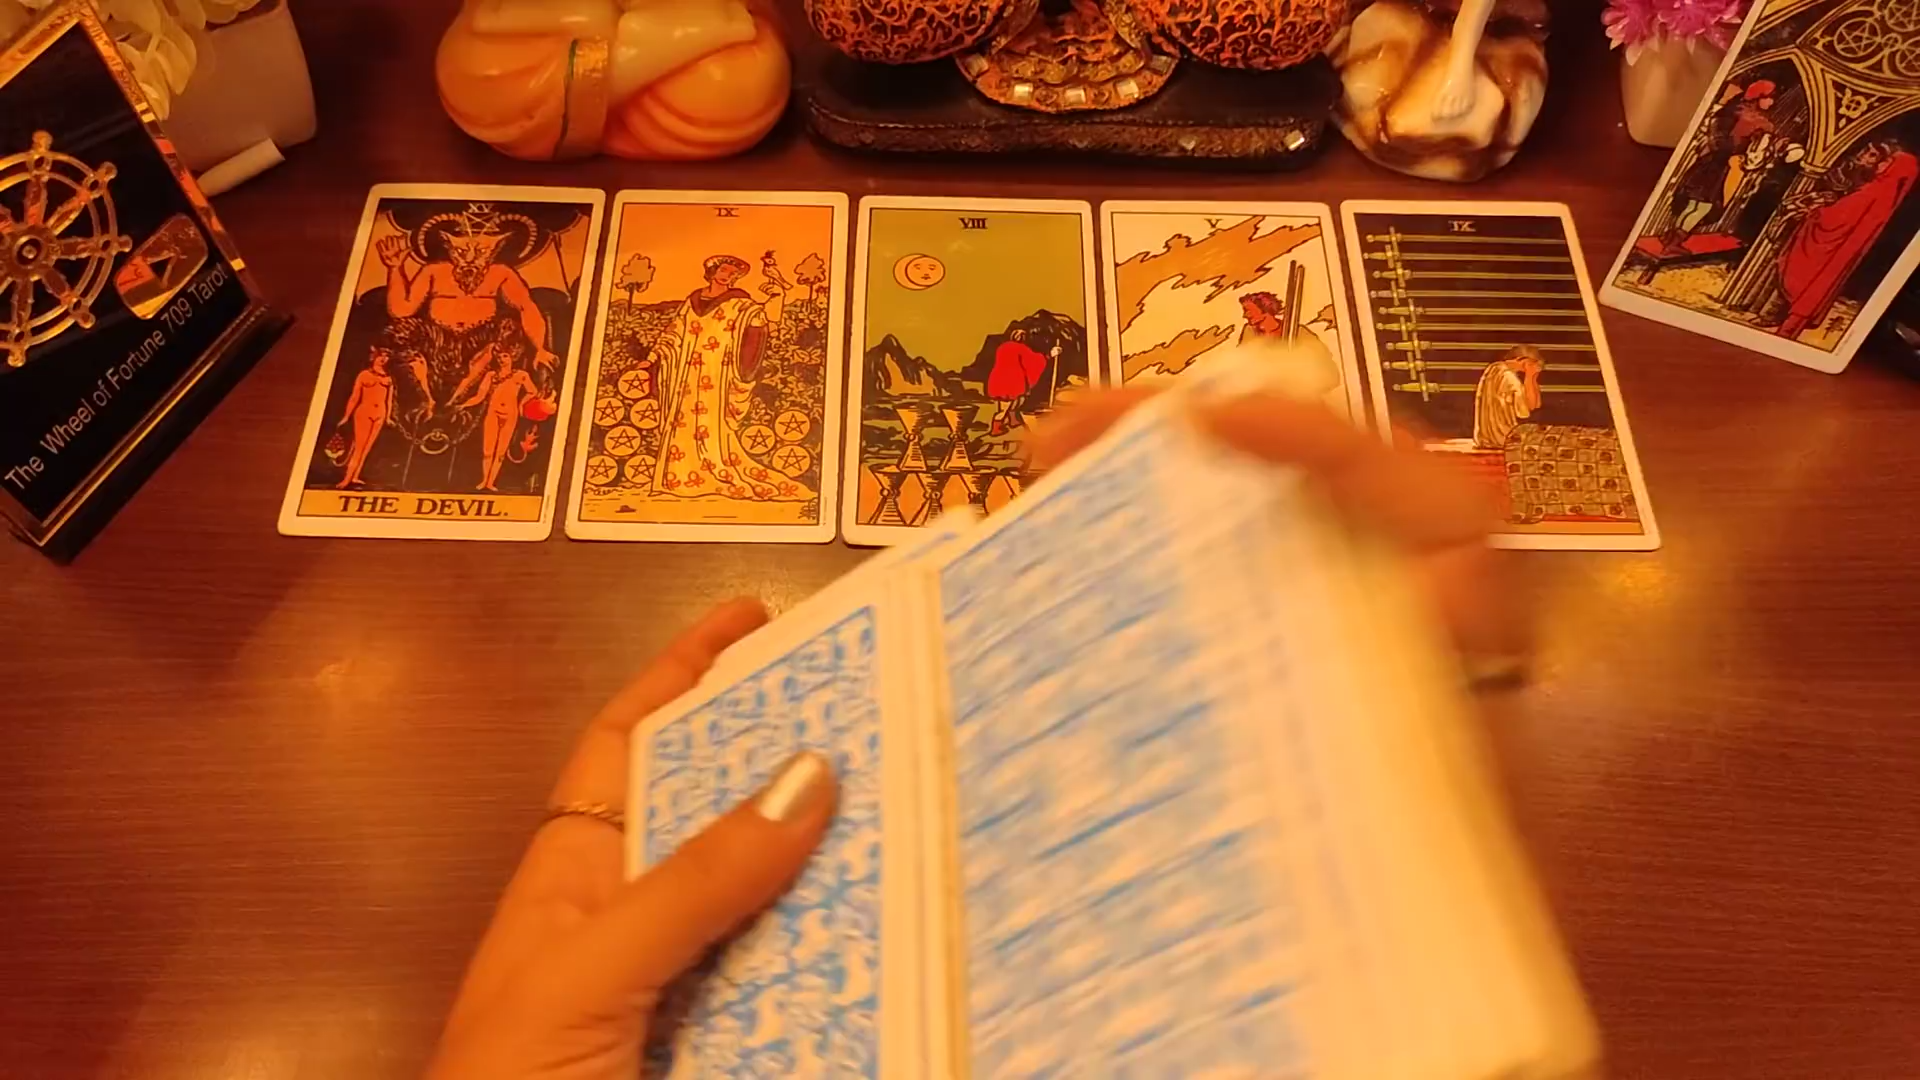 The Wheel of Fortune 709 Tarot
XV
THE DEVIL.
IX
VIII
V
IX